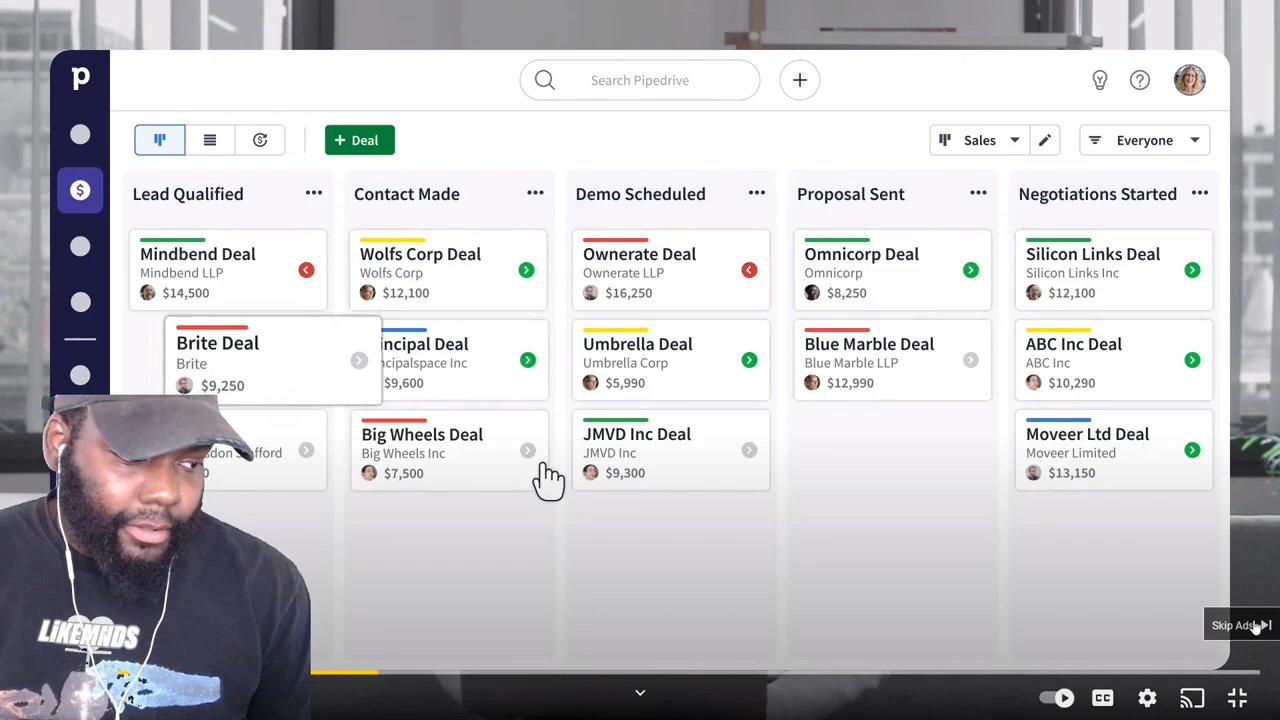 p
Search Pipedrive
+ Deal
Sales
Everyone
Lead Qualified
Contact Made
Demo Scheduled
Proposal Sent
Negotiations Started
Mindbend Deal
Mindbend LLP
$14,500
Wolfs Corp Deal
Wolfs Corp
$12,100
Ownerate Deal
Ownerate LLP
$16,250
Omnicorp Deal
Omnicorp
$8,250
Silicon Links Deal
Silicon Links Inc
$12,100
Brite Deal
Brite
$9,250
ncipal Deal
ncipalspace Inc
$9,600
Umbrella Deal
Umbrella Corp
$5,990
Blue Marble Deal
Blue Marble LLP
$12,990
ABC Inc Deal
ABC Inc
$10,290
Big Wheels Deal
Big Wheels Inc
$7,500
JMVD Inc Deal
JMVD Inc
$9,300
Moveer Ltd Deal
Moveer Limited
$13,150
LiKEMNDS
Skip Ads
CC